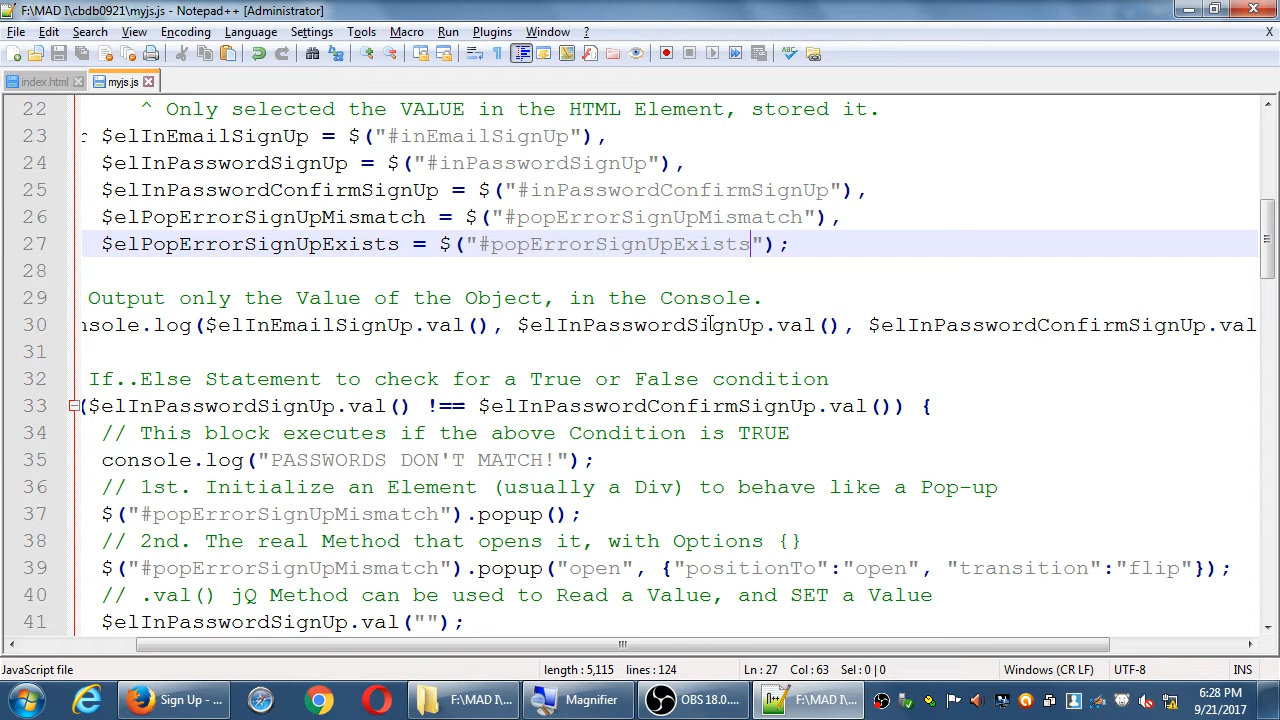 F:\MAD I\cbdb0921\myjs.js - Notepad++ [Administrator]
File Edit Search View Encoding Language Settings Tools Macro Run Plugins Window ? X
index.html myjs.js
22 ^ Only selected the VALUE in the HTML Element, stored it.
23 $elInEmailSignUp = $("#inEmailSignUp"),
24 $elInPasswordSignUp = $("#inPasswordSignUp"),
25 $elInPasswordConfirmSignUp = $("#inPasswordConfirmSignUp"),
26 $elPopErrorSignUpMismatch = $("#popErrorSignUpMismatch"),
27 $elPopErrorSignUpExists = $("#popErrorSignUpExists");
28
29 Output only the Value of the Object, in the Console.
30 nsole.log($elInEmailSignUp.val(), $elInPasswordSignUp.val(), $elInPasswordConfirmSignUp.val
31
32 If..Else Statement to check for a True or False condition
33 ($elInPasswordSignUp.val() !== $elInPasswordConfirmSignUp.val()) {
34 // This block executes if the above Condition is TRUE
35 console.log("PASSWORDS DON'T MATCH!");
36 // 1st. Initialize an Element (usually a Div) to behave like a Pop-up
37 $("#popErrorSignUpMismatch").popup();
38 // 2nd. The real Method that opens it, with Options {}
39 $("#popErrorSignUpMismatch").popup("open", {"positionTo":"open", "transition":"flip"});
40 // .val() jQ Method can be used to Read a Value, and SET a Value
41 $elInPasswordSignUp.val("");
JavaScript file length : 5,115 lines : 124 Ln : 27 Col : 63 Sel : 0 | 0 Windows (CR LF) UTF-8 INS
Sign Up - ... F:\MAD I\... Magnifier OBS 18.0.... F:\MAD I\...
6:28 PM
9/21/2017